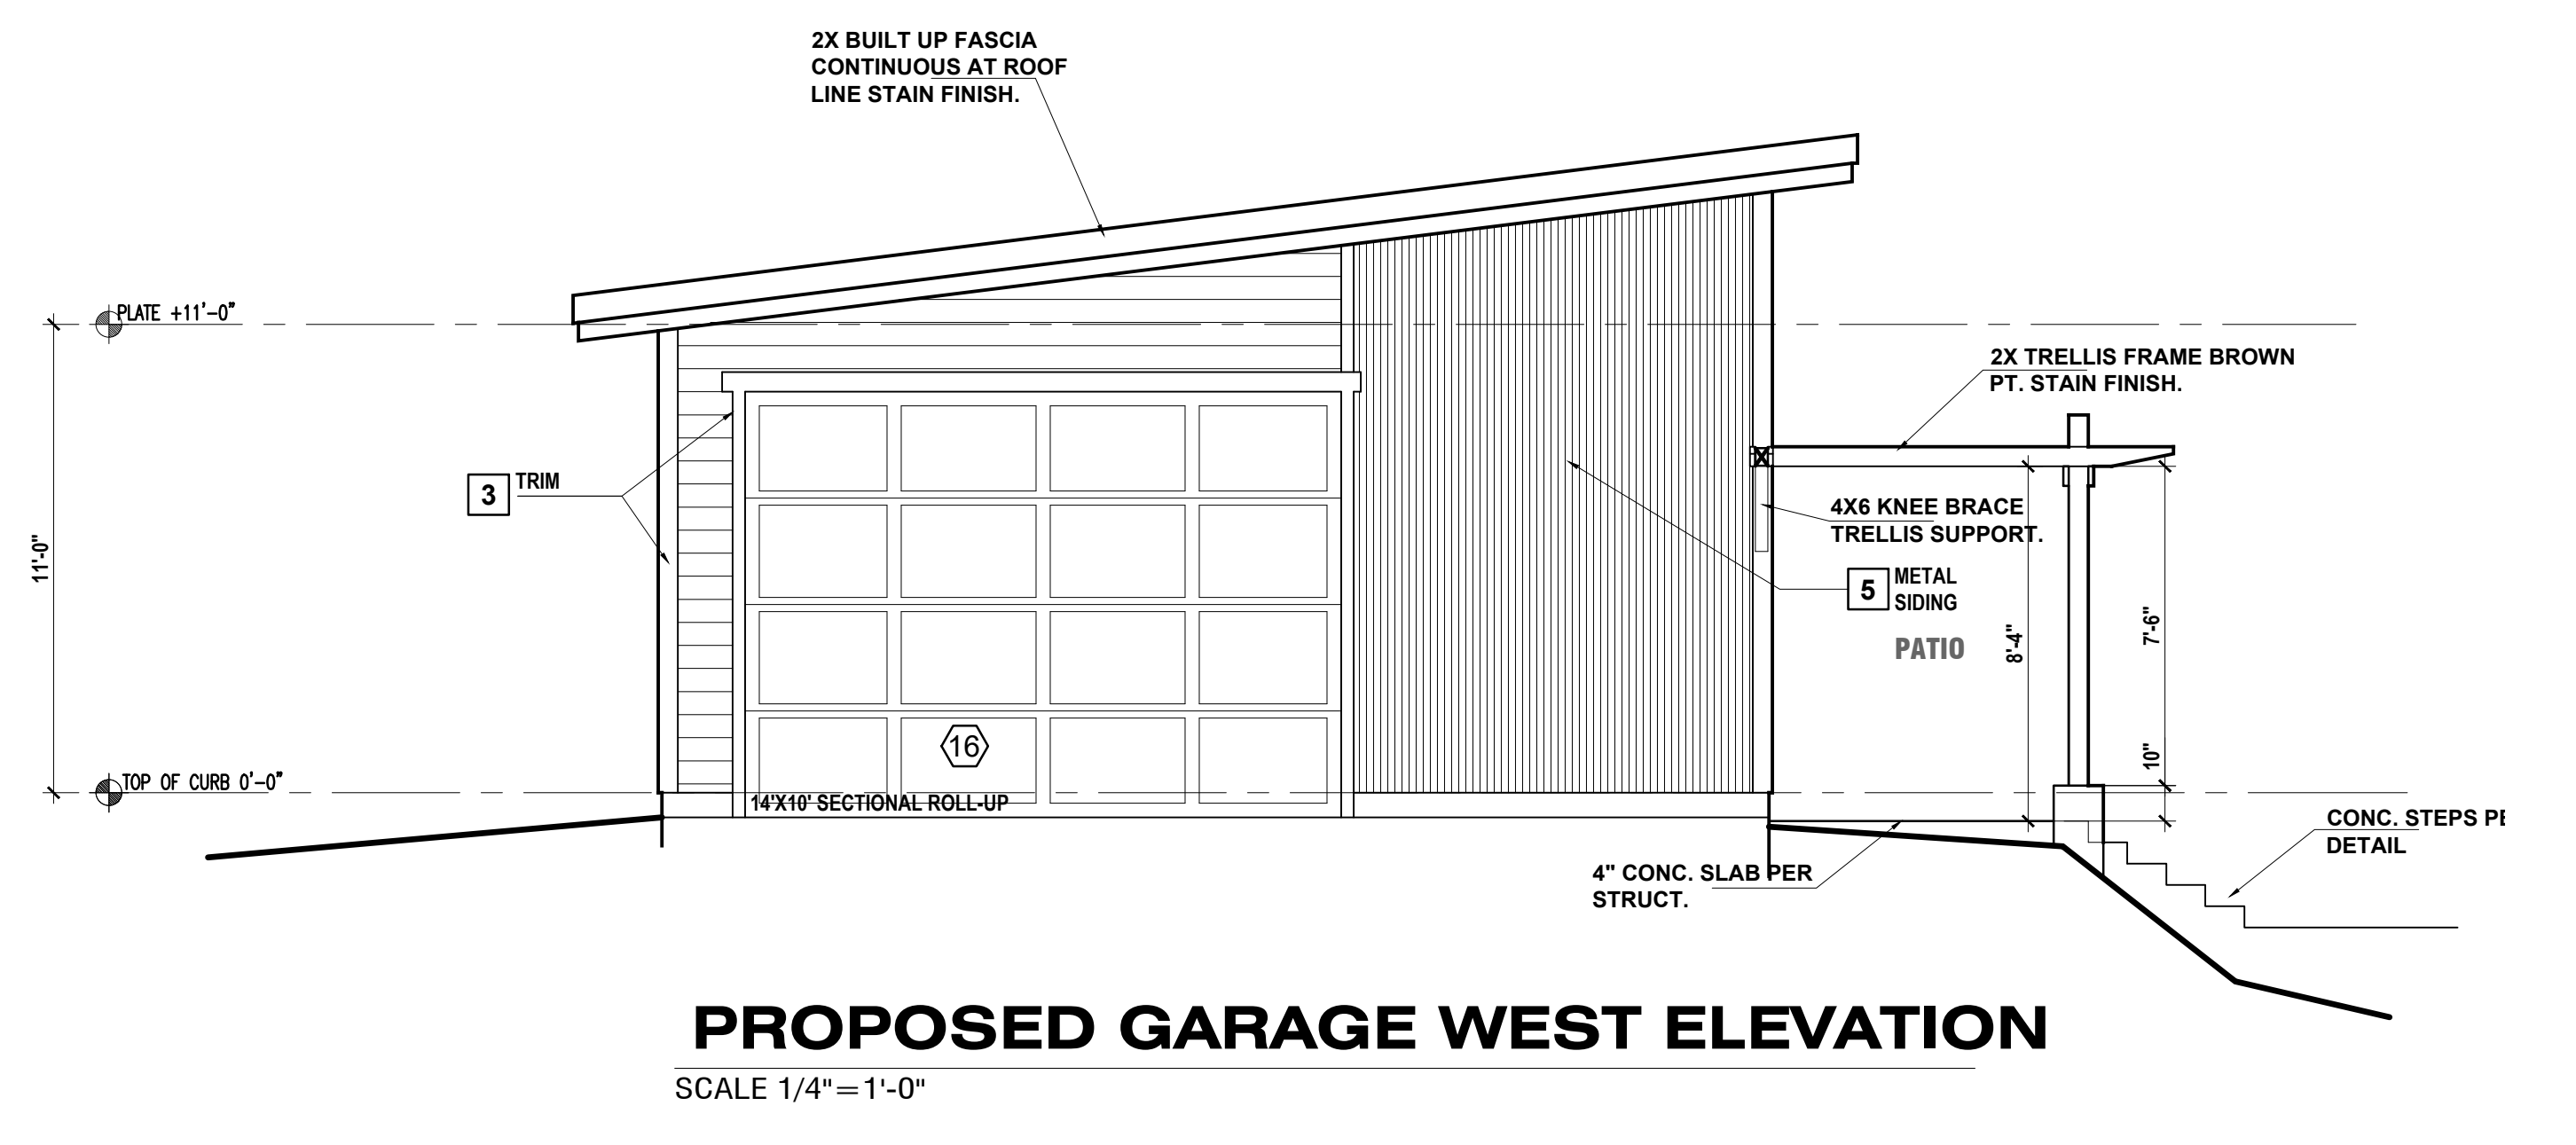 2X BUILT UP FASCIA
CONTINUOUS AT ROOF
LINE STAIN FINISH.
PLATE +11'-0"
2X TRELLIS FRAME BROWN
PT. STAIN FINISH.
3 TRIM
4X6 KNEE BRACE
TRELLIS SUPPORT.
11'-0"
5 METAL
SIDING
PATIO
8'-4"
7'-6"
10"
16
TOP OF CURB 0'-0"
14'X10' SECTIONAL ROLL-UP
CONC. STEPS PE
DETAIL
4" CONC. SLAB PER
STRUCT.
PROPOSED GARAGE WEST ELEVATION
SCALE 1/4"=1'-0"